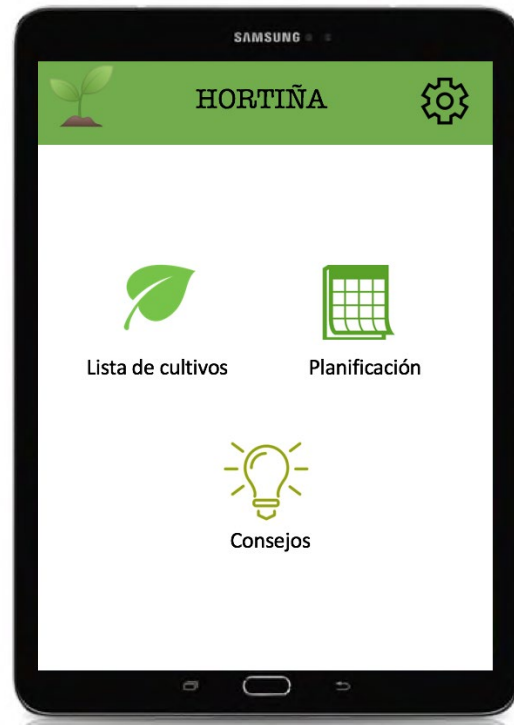 SAMSUNG
HORTIÑA
Lista de cultivos
Planificación
Consejos